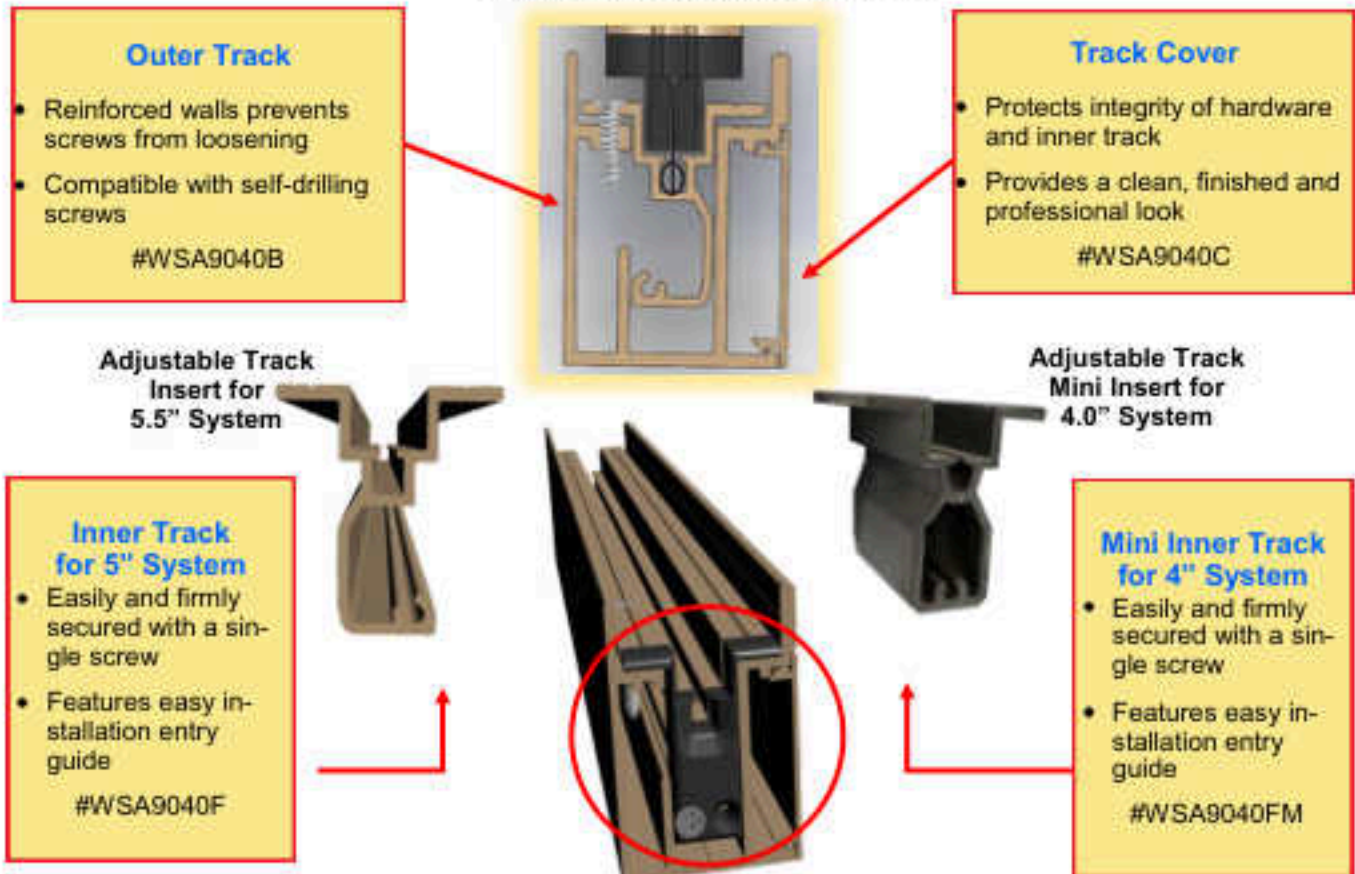 Outer Track
• Reinforced walls prevents
screws from loosening
• Compatible with self-drilling
screws
#WSA9040B
Track Cover
• Protects integrity of hardware
and inner track
• Provides a clean, finished and
professional look
#WSA9040C
Adjustable Track
Insert for
5.5" System
Adjustable Track
Mini Insert for
4.0" System
Inner Track
for 5" System
• Easily and firmly
secured with a sin-
gle screw
• Features easy in-
stallation entry
guide
#WSA9040F
Mini Inner Track
for 4" System
• Easily and firmly
secured with a sin-
gle screw
• Features easy in-
stallation entry
guide
#WSA9040FM